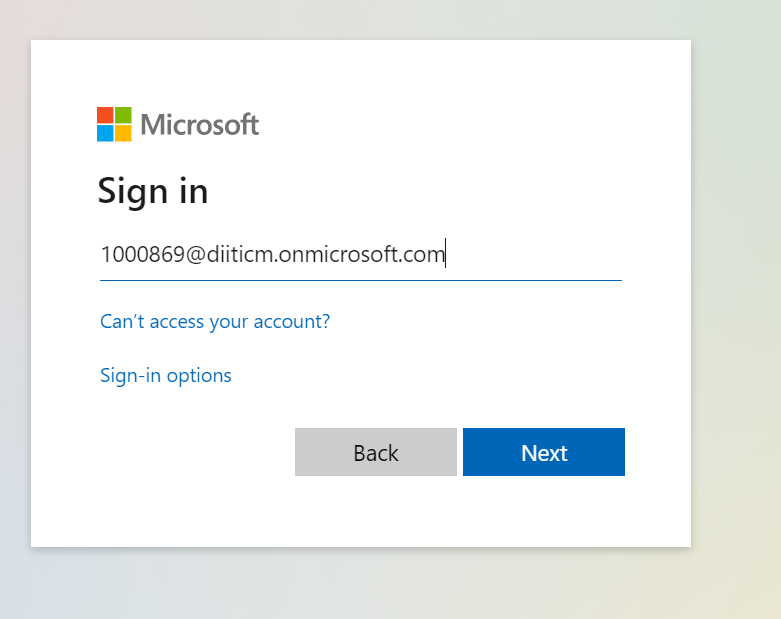 Microsoft
Sign in
1000869@diiticm.onmicrosoft.com
Can’t access your account?
Sign-in options
Back
Next